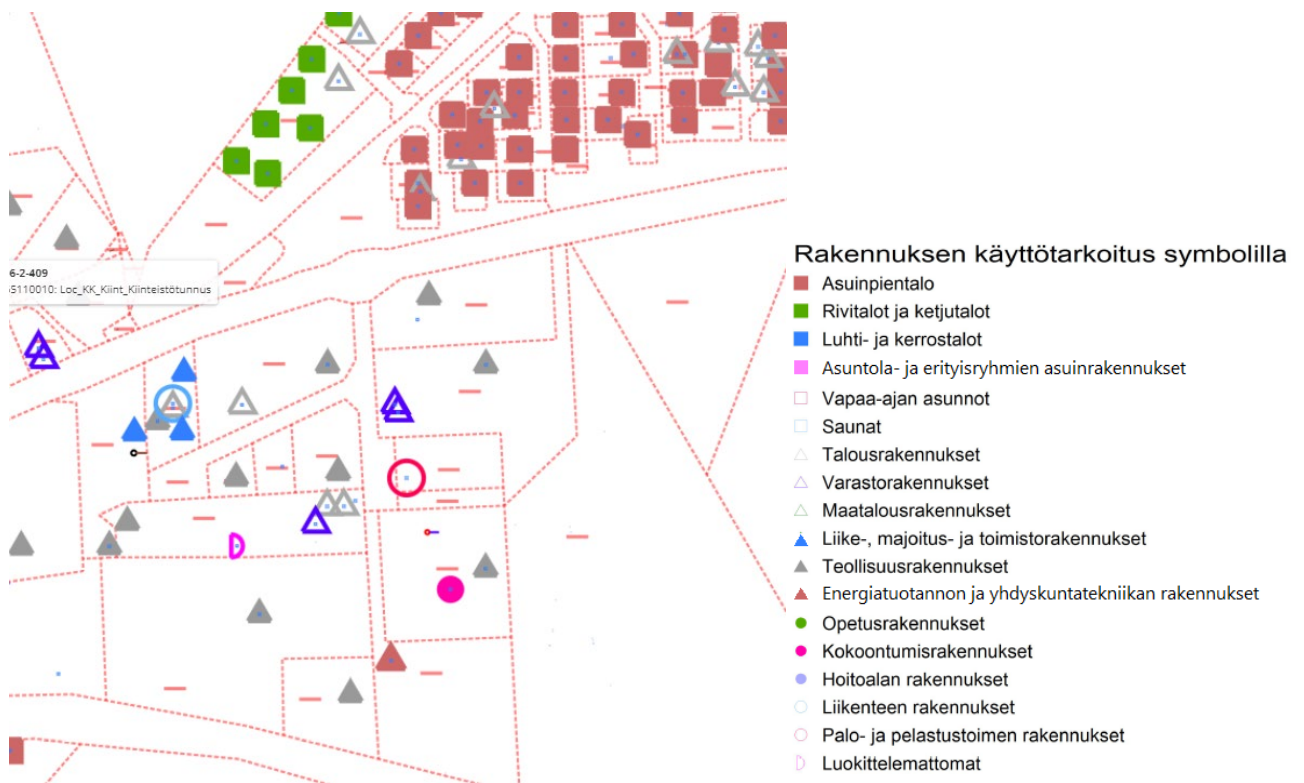 6-2-409
5110010: Loc_KK_Kiint_Kiinteistötunnus
Rakennuksen käyttötarkoitus symbolilla
Asuinpientalo
Rivitalot ja ketjutalot
Luhti- ja kerrostalot
Asuntola- ja erityisryhmien asuinrakennukset
Vapaa-ajan asunnot
Saunat
Talousrakennukset
Varastorakennukset
Maatalousrakennukset
Liike-, majoitus- ja toimistorakennukset
Teollisuusrakennukset
Energiatuotannon ja yhdyskuntatekniikan rakennukset
Opetusrakennukset
Kokoontumisrakennukset
Hoitoalan rakennukset
Liikenteen rakennukset
Palo- ja pelastustoimen rakennukset
Luokittelemattomat